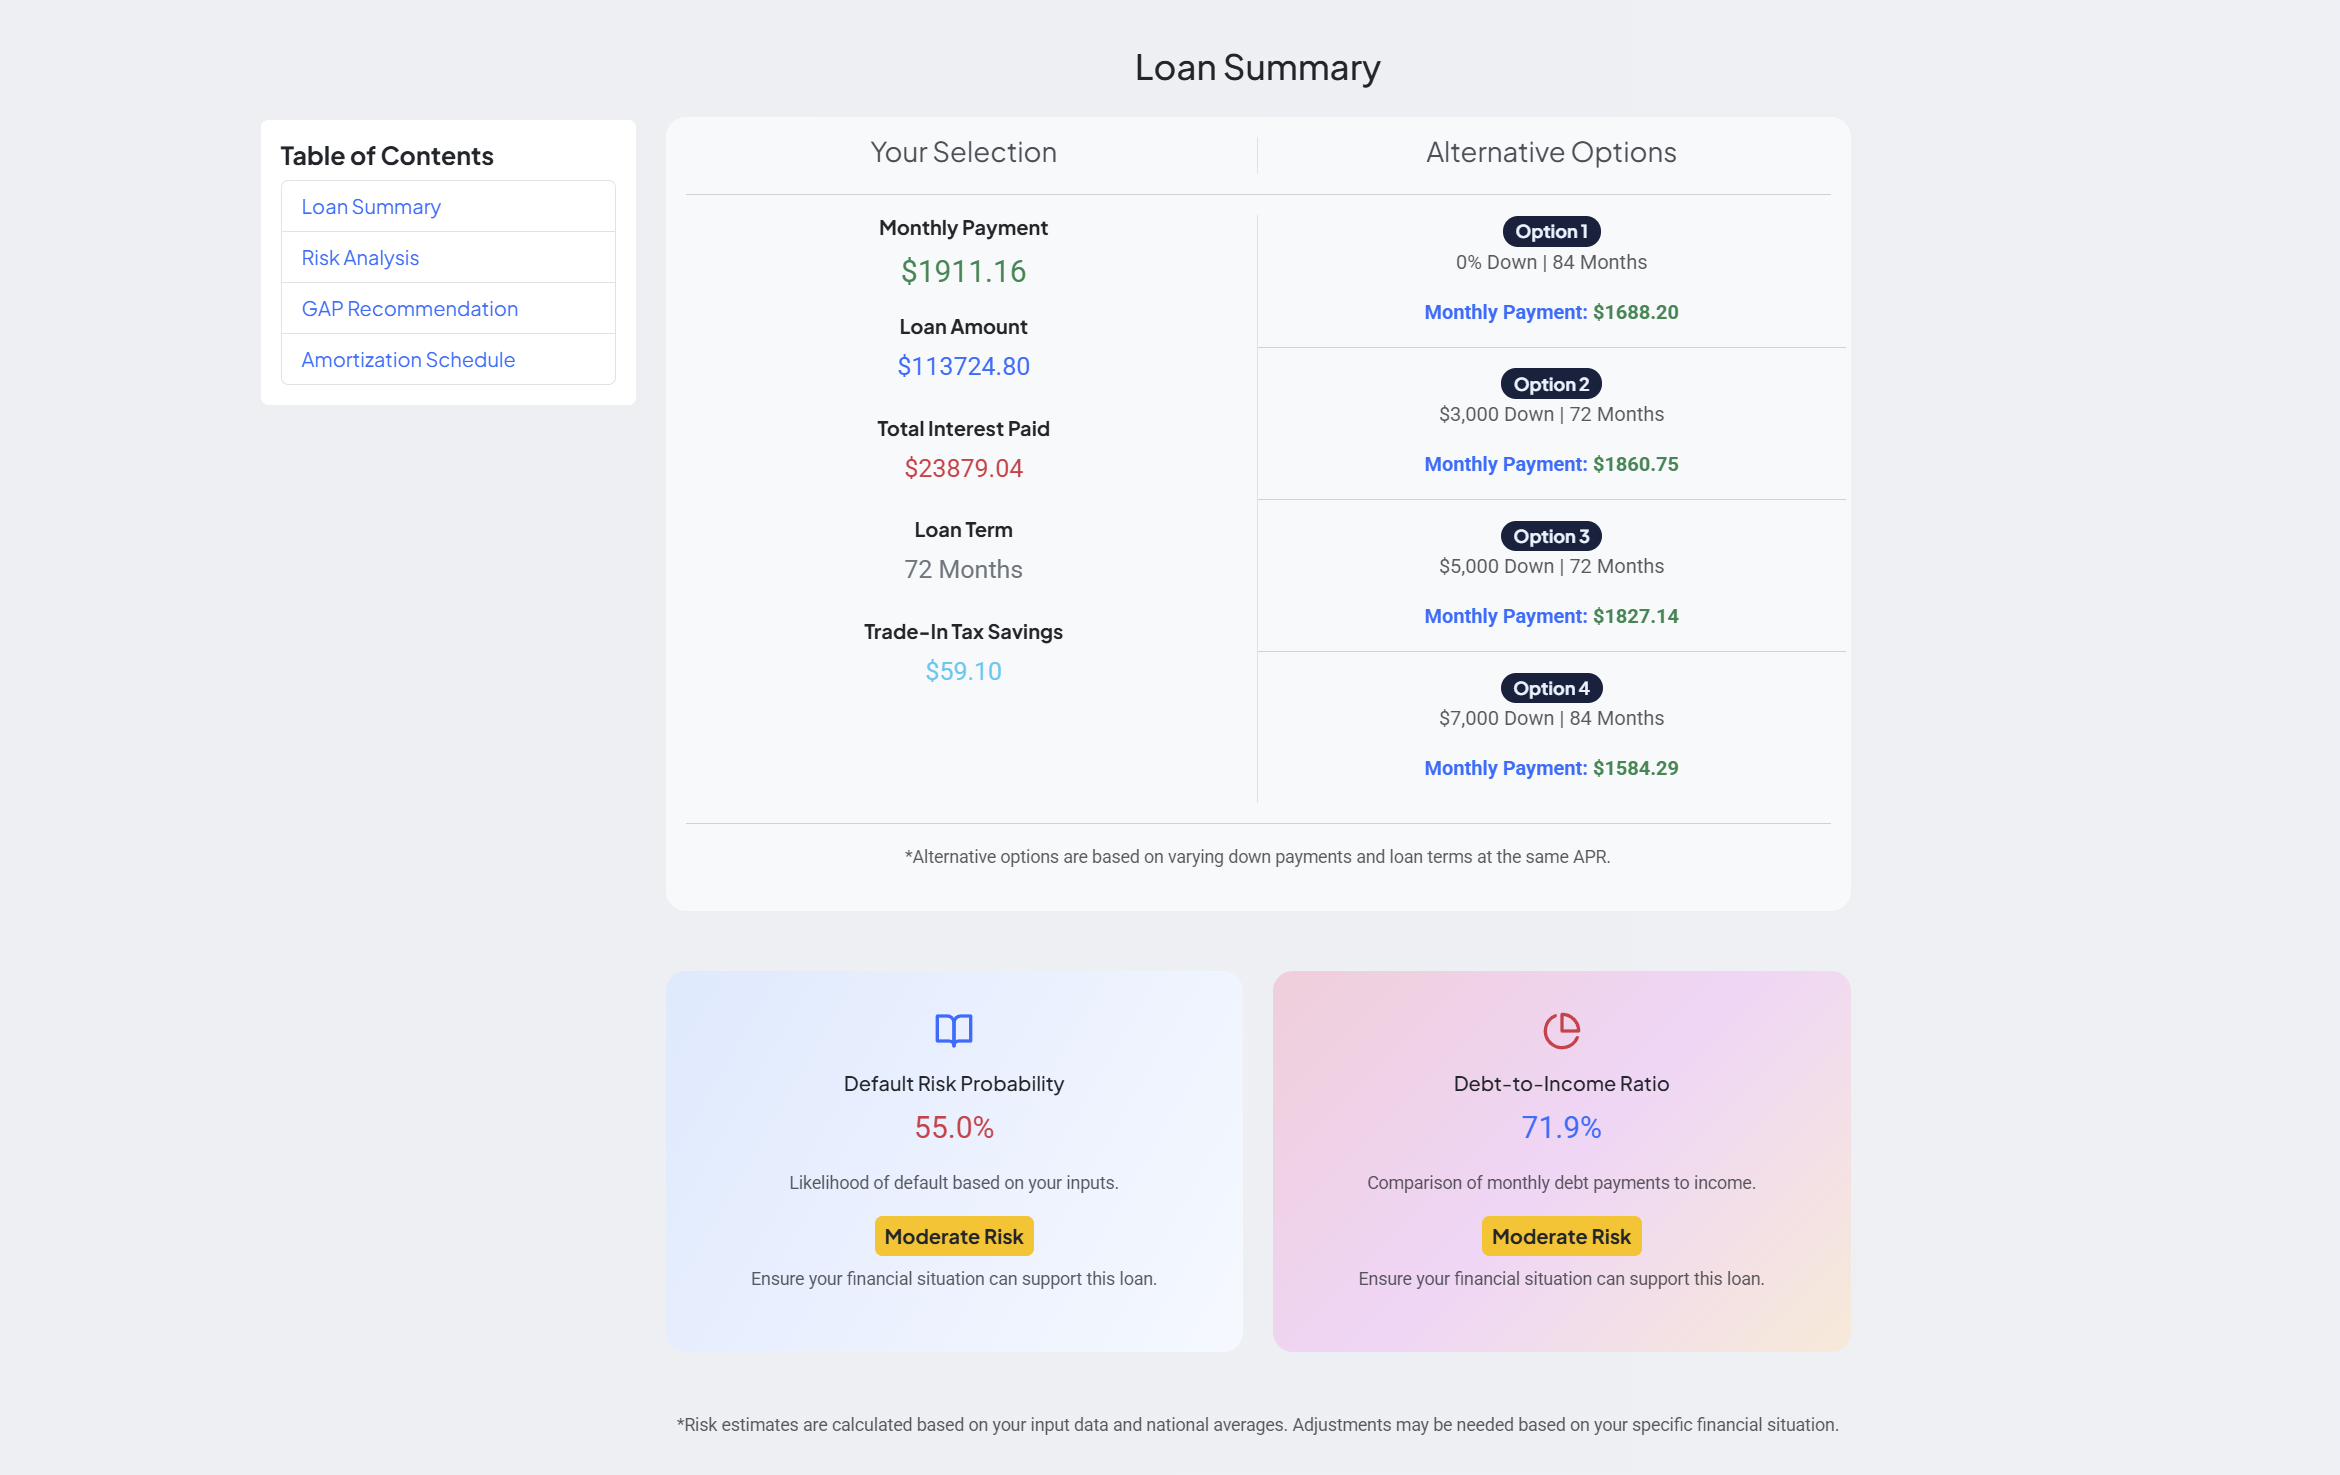 Loan Summary
Table of Contents
Loan Summary
Risk Analysis
GAP Recommendation
Amortization Schedule
Your Selection
Monthly Payment
$1911.16
Loan Amount
$113724.80
Total Interest Paid
$23879.04
Loan Term
72 Months
Trade-In Tax Savings
$59.10
Alternative Options
Option 1
0% Down | 84 Months
Monthly Payment: $1688.20
Option 2
$3,000 Down | 72 Months
Monthly Payment: $1860.75
Option 3
$5,000 Down | 72 Months
Monthly Payment: $1827.14
Option 4
$7,000 Down | 84 Months
Monthly Payment: $1584.29
*Alternative options are based on varying down payments and loan terms at the same APR.
Default Risk Probability
55.0%
Likelihood of default based on your inputs.
Moderate Risk
Ensure your financial situation can support this loan.
Debt-to-Income Ratio
71.9%
Comparison of monthly debt payments to income.
Moderate Risk
Ensure your financial situation can support this loan.
*Risk estimates are calculated based on your input data and national averages. Adjustments may be needed based on your specific financial situation.